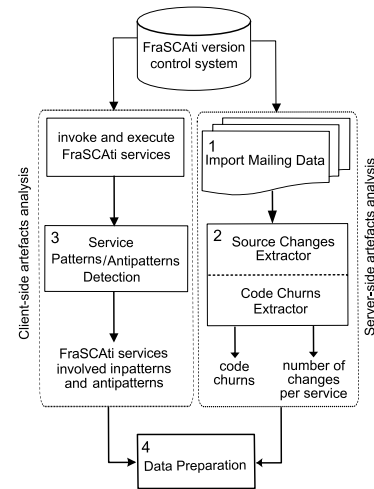 FraSCAti version
control system
Client-side artefacts analysis
invoke and execute
FraSCAti services
3
Service
Patterns/Antipatterns
Detection
FraSCAti services
involved inpatterns
and antipatterns
Server-side artefacts analysis
1
Import Mailing Data
2
Source Changes
Extractor
Code Churns
Extractor
code
churns
number of
changes
per service
4
Data Preparation